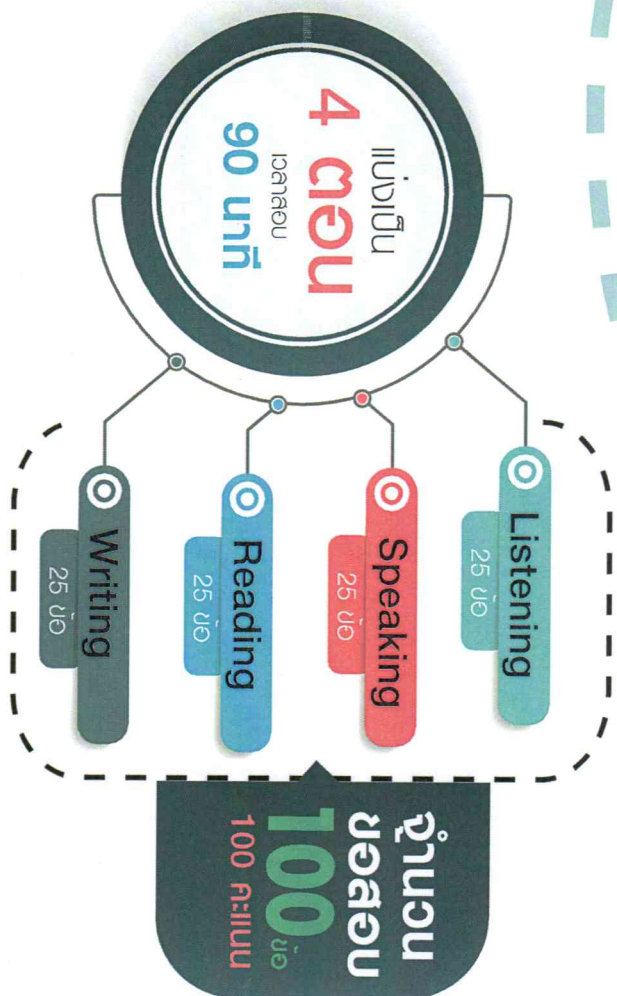 แบ่งเป็น
4 ตอน
เวลาสอบ
90 นาที
Listening
25 ข้อ
Speaking
25 ข้อ
Reading
25 ข้อ
Writing
25 ข้อ
จำนวน
ข้อสอบ
100 ข้อ
100 คะแนน